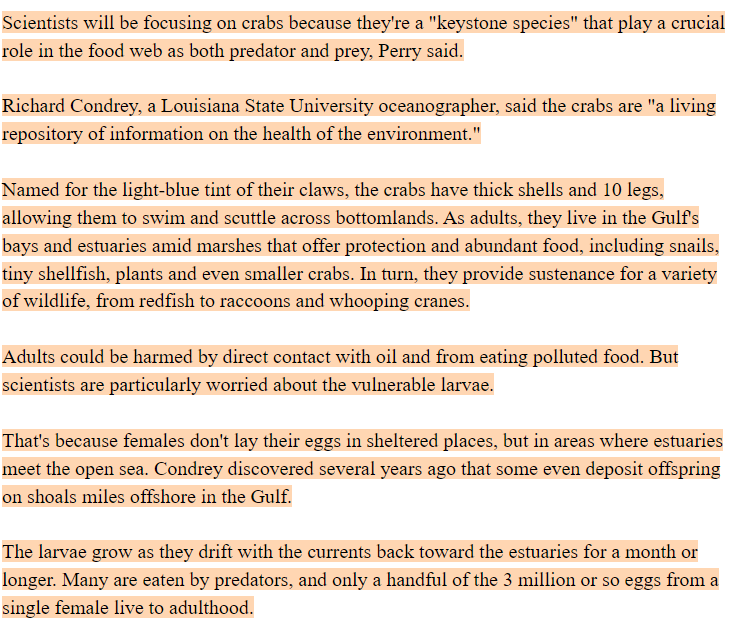 Scientists will be focusing on crabs because they're a "keystone species" that play a crucial
role in the food web as both predator and prey, Perry said.
Richard Condrey, a Louisiana State University oceanographer, said the crabs are "a living
repository of information on the health of the environment."
Named for the light-blue tint of their claws, the crabs have thick shells and 10 legs,
allowing them to swim and scuttle across bottomlands. As adults, they live in the Gulf's
bays and estuaries amid marshes that offer protection and abundant food, including snails,
tiny shellfish, plants and even smaller crabs. In turn, they provide sustenance for a variety
of wildlife, from redfish to raccoons and whooping cranes.
Adults could be harmed by direct contact with oil and from eating polluted food. But
scientists are particularly worried about the vulnerable larvae.
That's because females don't lay their eggs in sheltered places, but in areas where estuaries
meet the open sea. Condrey discovered several years ago that some even deposit offspring
on shoals miles offshore in the Gulf.
The larvae grow as they drift with the currents back toward the estuaries for a month or
longer. Many are eaten by predators, and only a handful of the 3 million or so eggs from a
single female live to adulthood.